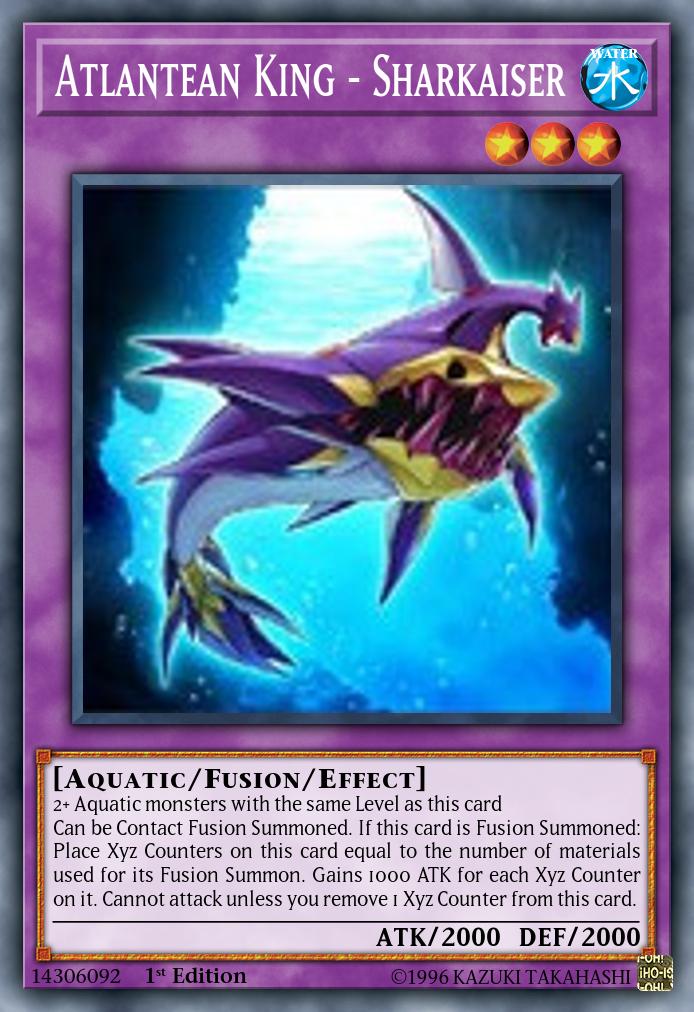 Atlantean King - Sharkaiser
WATER
水
[Aquatic/Fusion/Effect]
2+ Aquatic monsters with the same Level as this card
Can be Contact Fusion Summoned. If this card is Fusion Summoned:
Place Xyz Counters on this card equal to the number of materials
used for its Fusion Summon. Gains 1000 ATK for each Xyz Counter
on it. Cannot attack unless you remove 1 Xyz Counter from this card.
ATK/2000 DEF/2000
14306092 1st Edition ©1996 KAZUKI TAKAHASHI